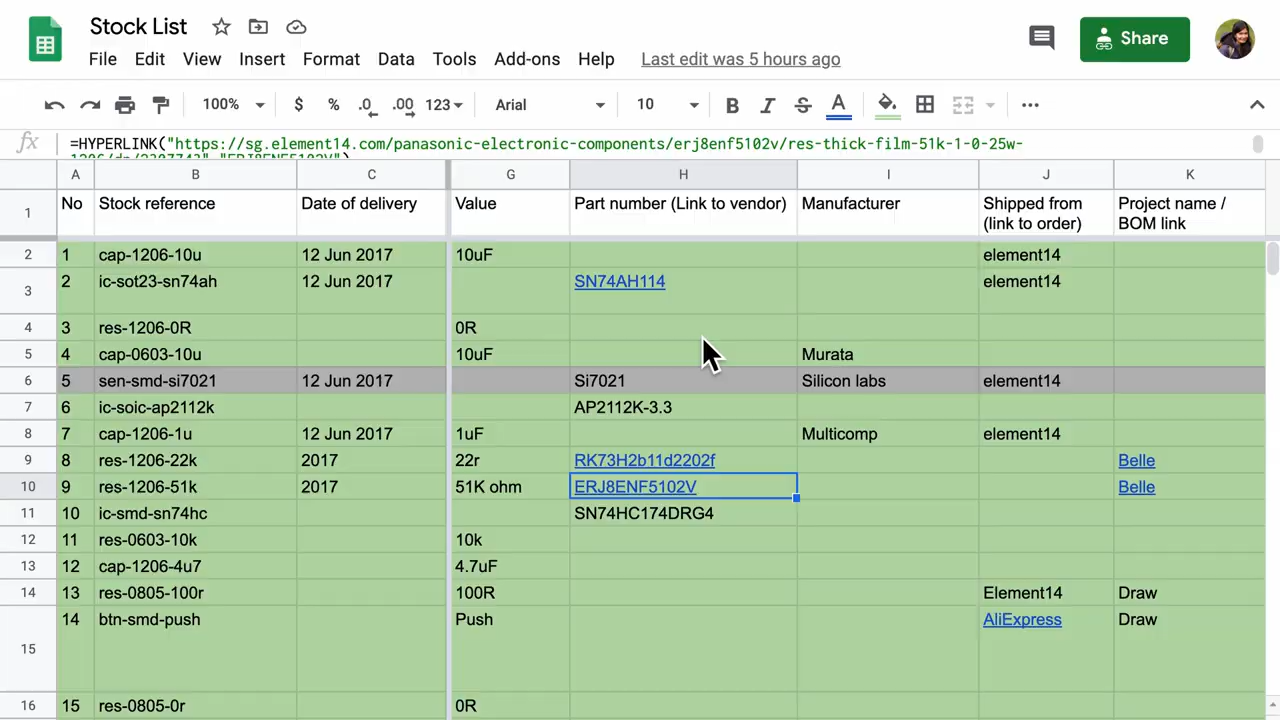 Stock List
File Edit View Insert Format Data Tools Add-ons Help Last edit was 5 hours ago
Share
100% $ % .0 .00 123 Arial 10 B I S A
fx =HYPERLINK("https://sg.element14.com/panasonic-electronic-components/erj8enf5102v/res-thick-film-51k-1-0-25w-
A B C G H I J K
1 No Stock reference Date of delivery Value Part number (Link to vendor) Manufacturer Shipped from Project name /
(link to order) BOM link
2 1 cap-1206-10u 12 Jun 2017 10uF element14
3 2 ic-sot23-sn74ah 12 Jun 2017 SN74AH114 element14
4 3 res-1206-0R 0R
5 4 cap-0603-10u 10uF Murata
6 5 sen-smd-si7021 12 Jun 2017 Si7021 Silicon labs element14
7 6 ic-soic-ap2112k AP2112K-3.3
8 7 cap-1206-1u 12 Jun 2017 1uF Multicomp element14
9 8 res-1206-22k 2017 22r RK73H2b11d2202f Belle
10 9 res-1206-51k 2017 51K ohm ERJ8ENF5102V Belle
11 10 ic-smd-sn74hc SN74HC174DRG4
12 11 res-0603-10k 10k
13 12 cap-1206-4u7 4.7uF
14 13 res-0805-100r 100R Element14 Draw
15 14 btn-smd-push Push AliExpress Draw
16 15 res-0805-0r 0R